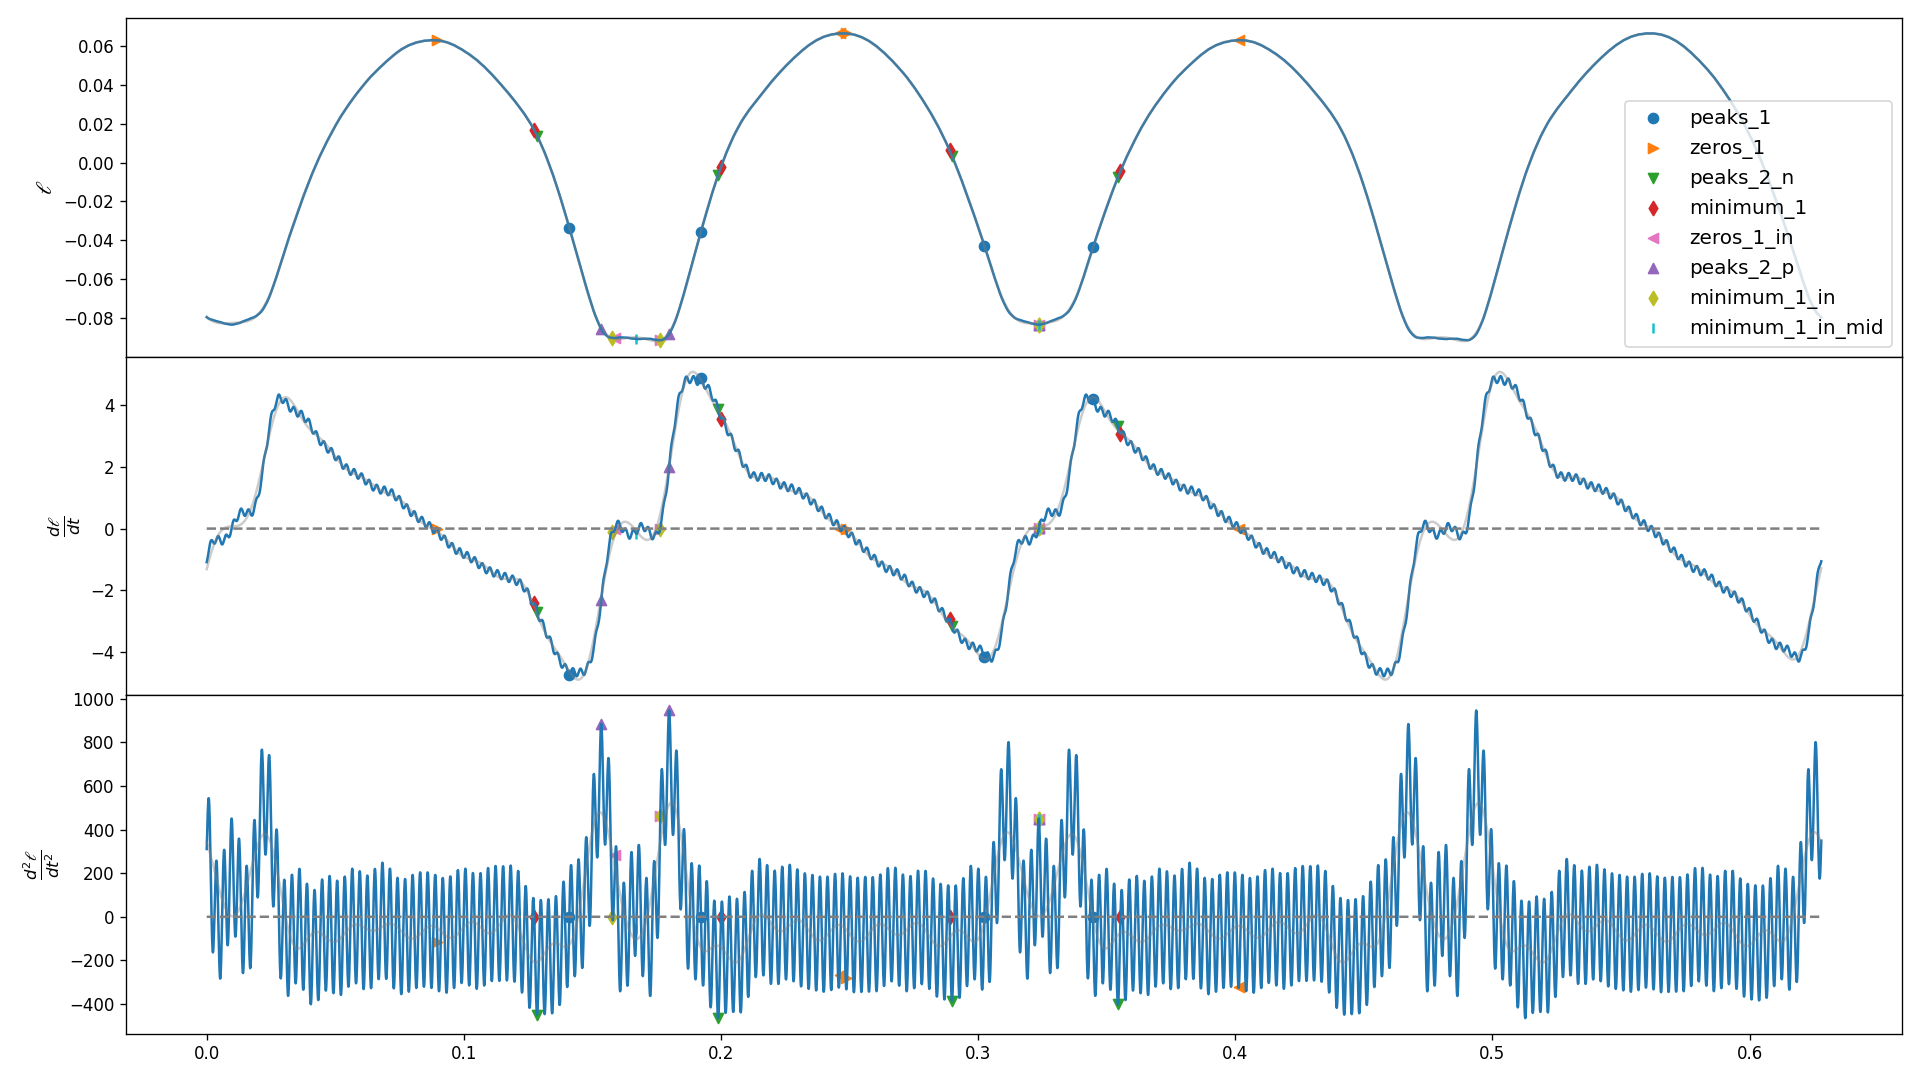 0.06
0.04
0.02
0.00
−0.02
−0.04
−0.06
−0.08
ℓ
peaks_1
zeros_1
peaks_2_n
minimum_1
zeros_1_in
peaks_2_p
minimum_1_in
minimum_1_in_mid
4
2
0
−2
−4
dℓ
dt
1000
800
600
400
200
0
−200
−400
d²ℓ
dt²
0.0 0.1 0.2 0.3 0.4 0.5 0.6